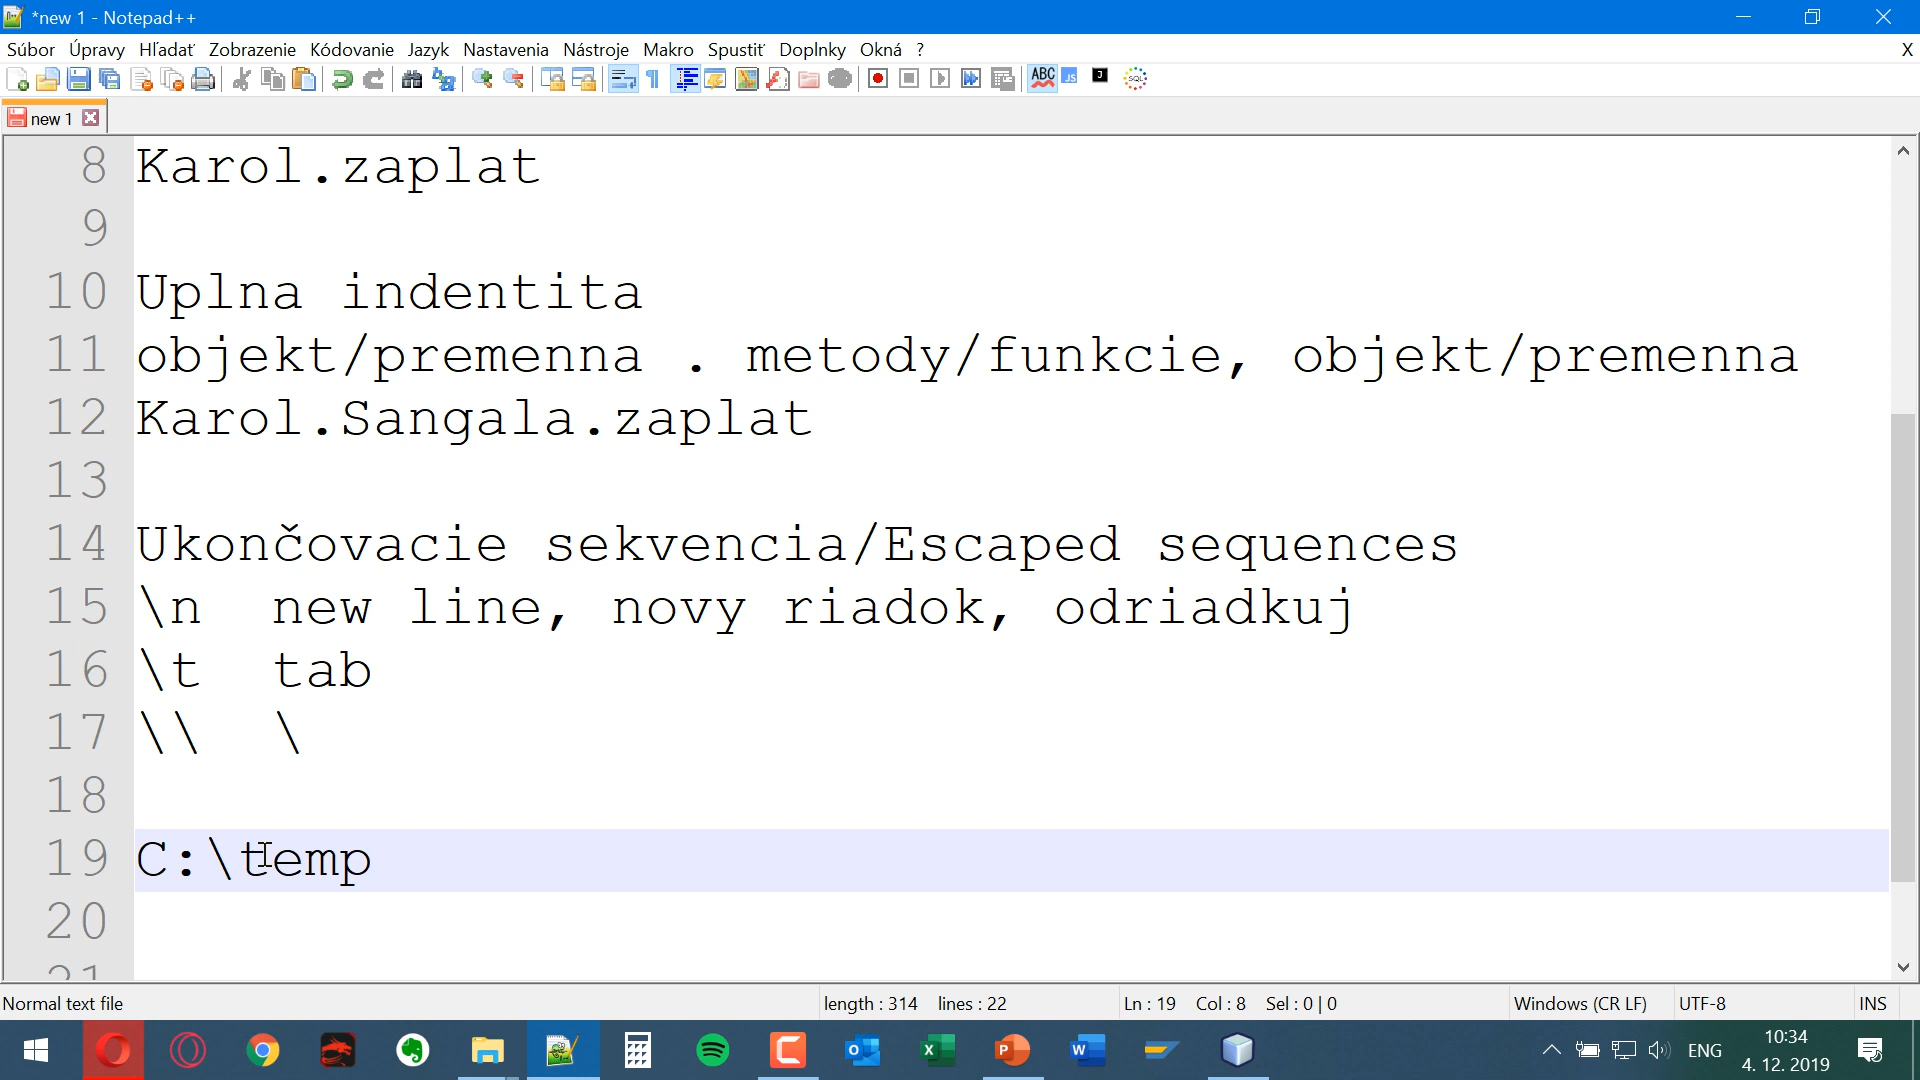 *new 1 - Notepad++
Súbor Úpravy Hľadať Zobrazenie Kódovanie Jazyk Nastavenia Nástroje Makro Spustiť Doplnky Okná ? X
new 1
8 Karol.zaplat
9
10 Uplna indentita
11 objekt/premenna . metody/funkcie, objekt/premenna
12 Karol.Sangala.zaplat
13
14 Ukončovacie sekvencia/Escaped sequences
15 \n new line, novy riadok, odriadkuj
16 \t tab
17 \\ \
18
19 C:\temp
20
21
Normal text file length : 314 lines : 22 Ln : 19 Col : 8 Sel : 0 | 0 Windows (CR LF) UTF-8 INS
ENG
10:34
4. 12. 2019